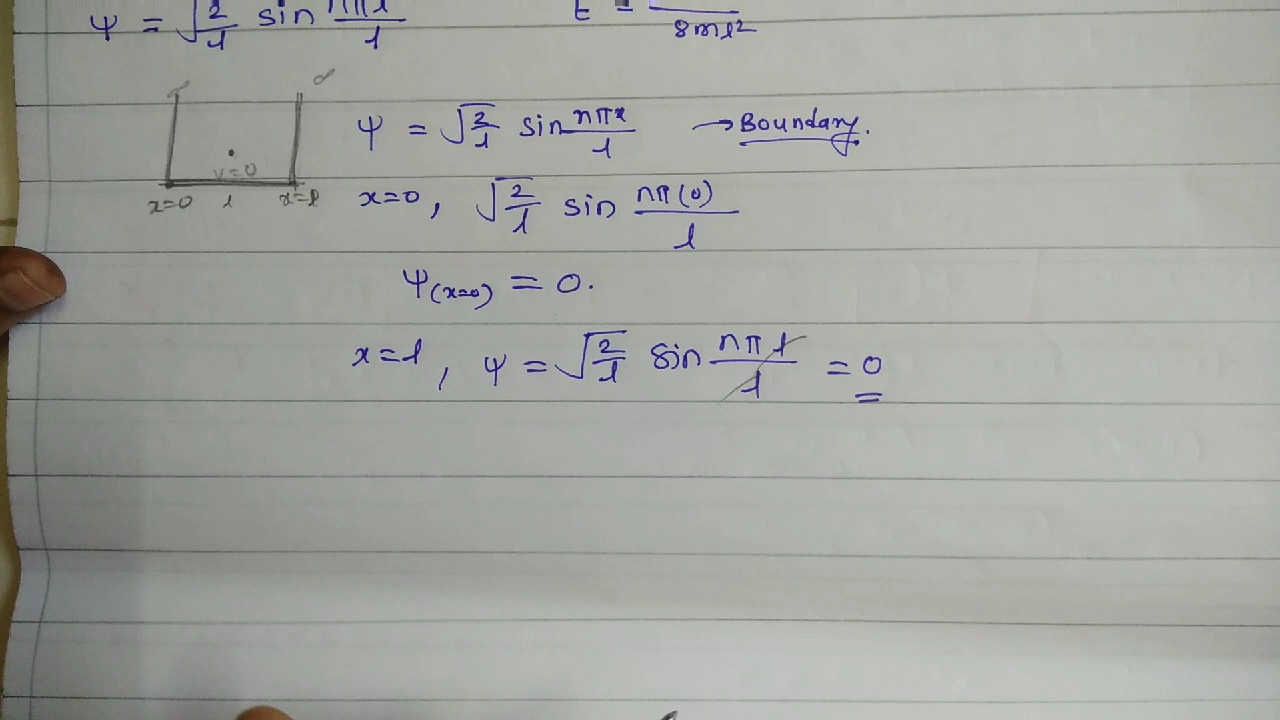 ψ = √2/l sin nπx/l E = 8ml²
∞
ψ = √2/l sin nπx/l → Boundary.
v=0
x=0 l x=l x=0, √2/l sin nπ(0)/l
ψ(x=0) = 0.
x=l, ψ = √2/l sin nπl/l = 0